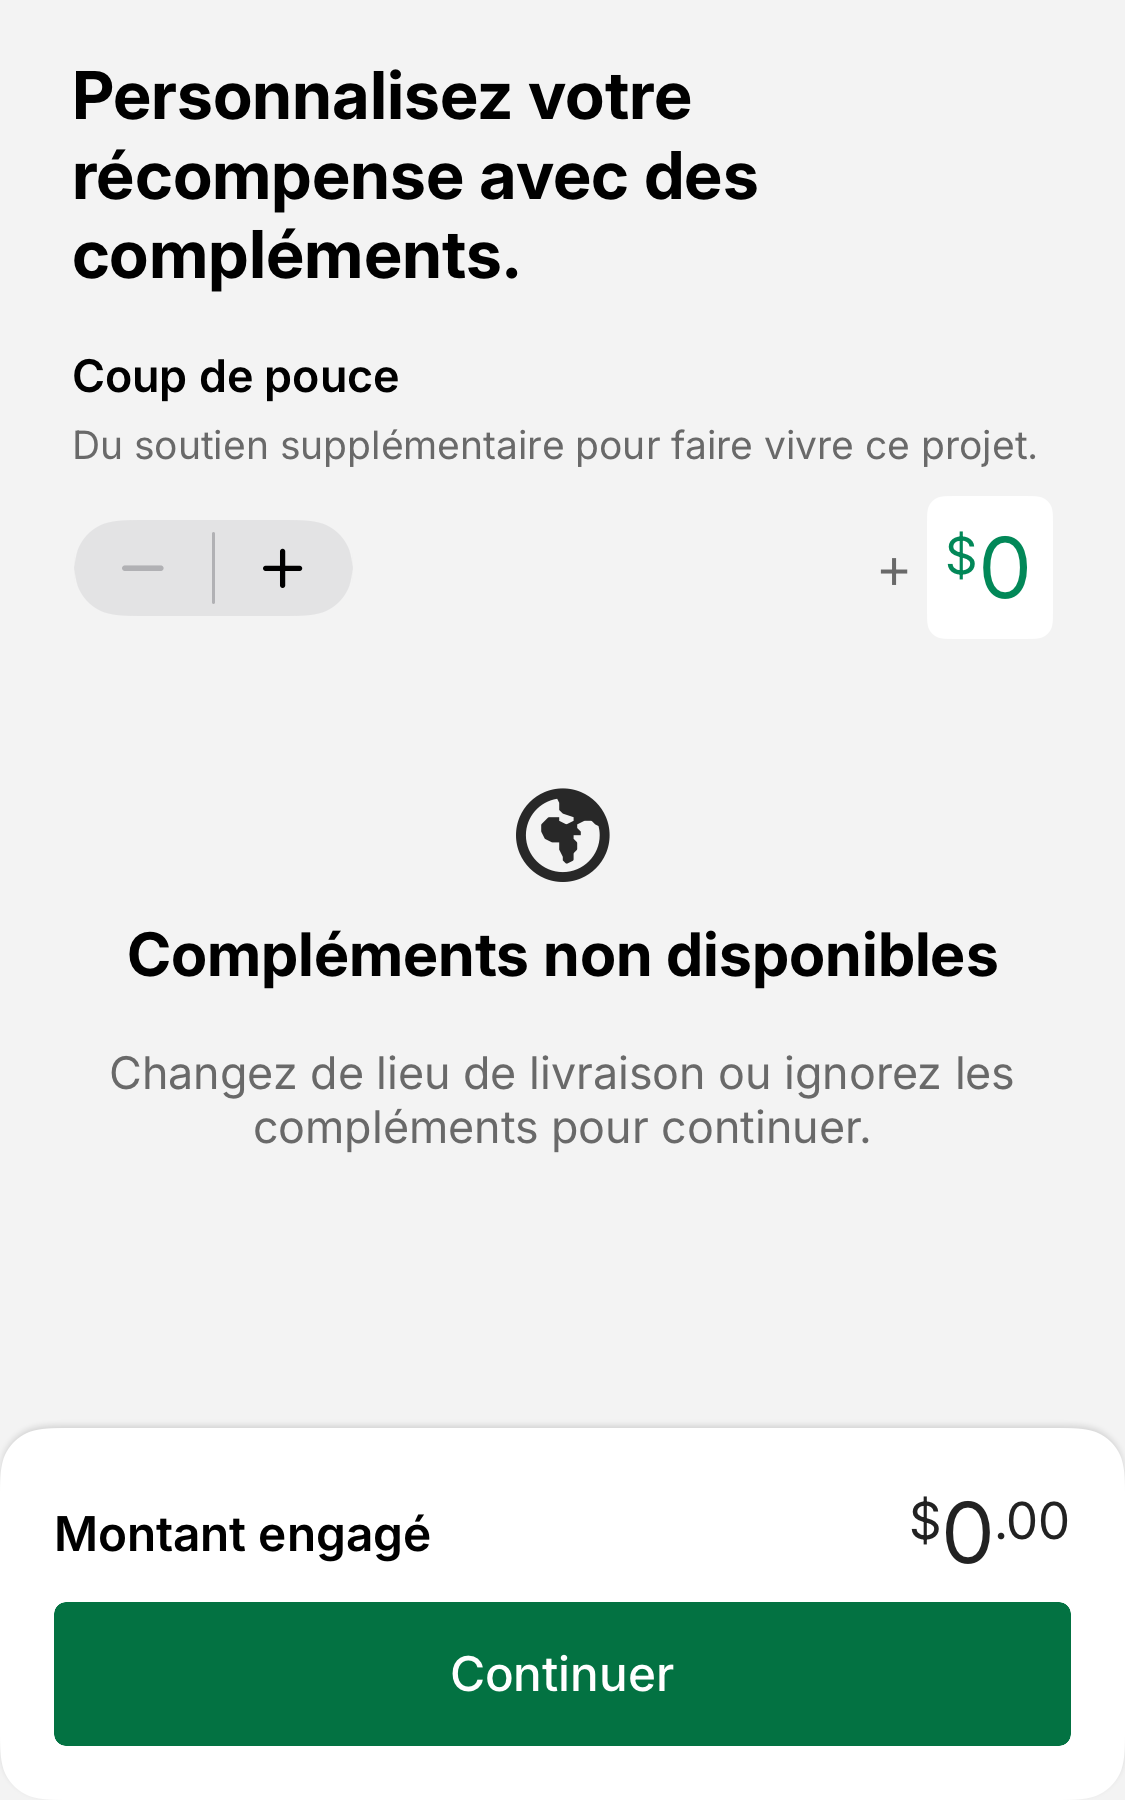 Personnalisez votre
récompense avec des
compléments.
Coup de pouce
Du soutien supplémentaire pour faire vivre ce projet.
+ $0
Compléments non disponibles
Changez de lieu de livraison ou ignorez les
compléments pour continuer.
Montant engagé $0.00
Continuer